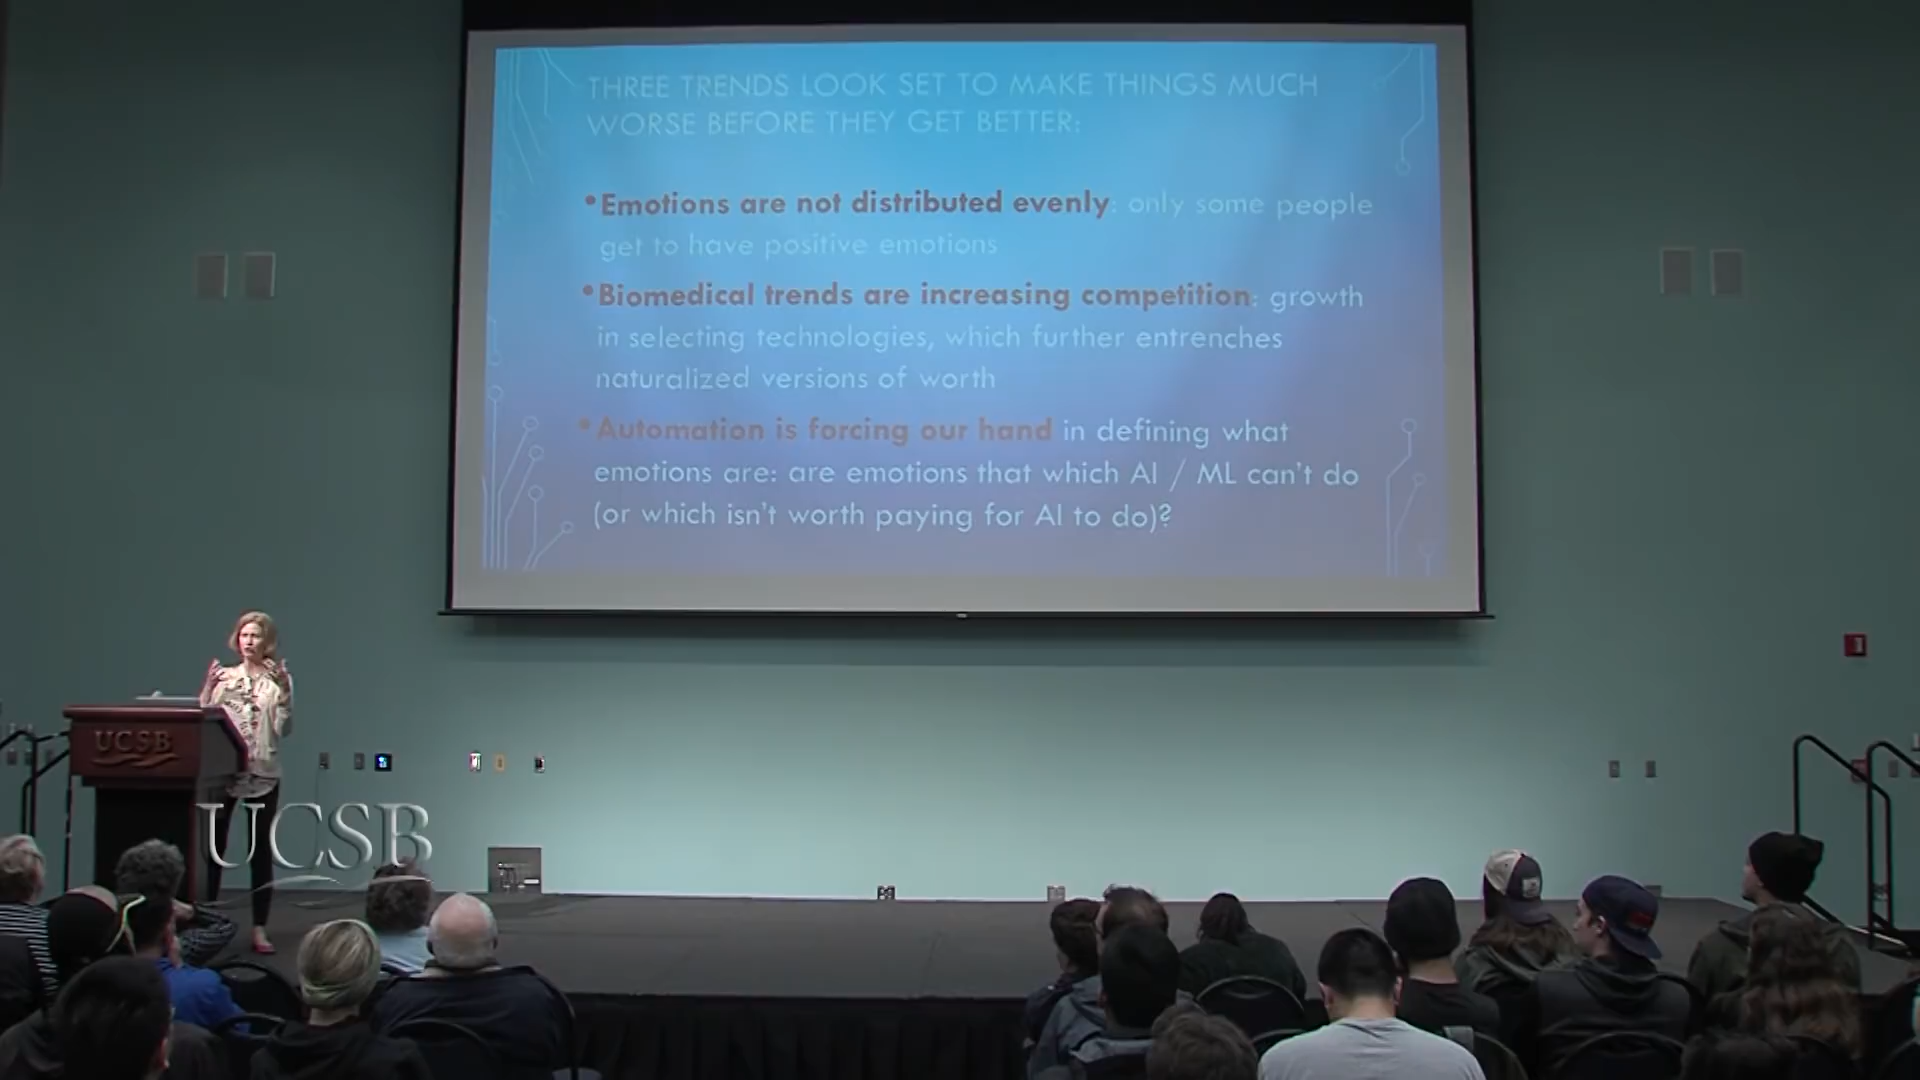 THREE TRENDS LOOK SET TO MAKE THINGS MUCH
WORSE BEFORE THEY GET BETTER:
•Emotions are not distributed evenly: only some people
get to have positive emotions
•Biomedical trends are increasing competition: growth
in selecting technologies, which further entrenches
naturalized versions of worth
•Automation is forcing our hand in defining what
emotions are: are emotions that which AI / ML can't do
(or which isn't worth paying for AI to do)?
UCSB
UCSB